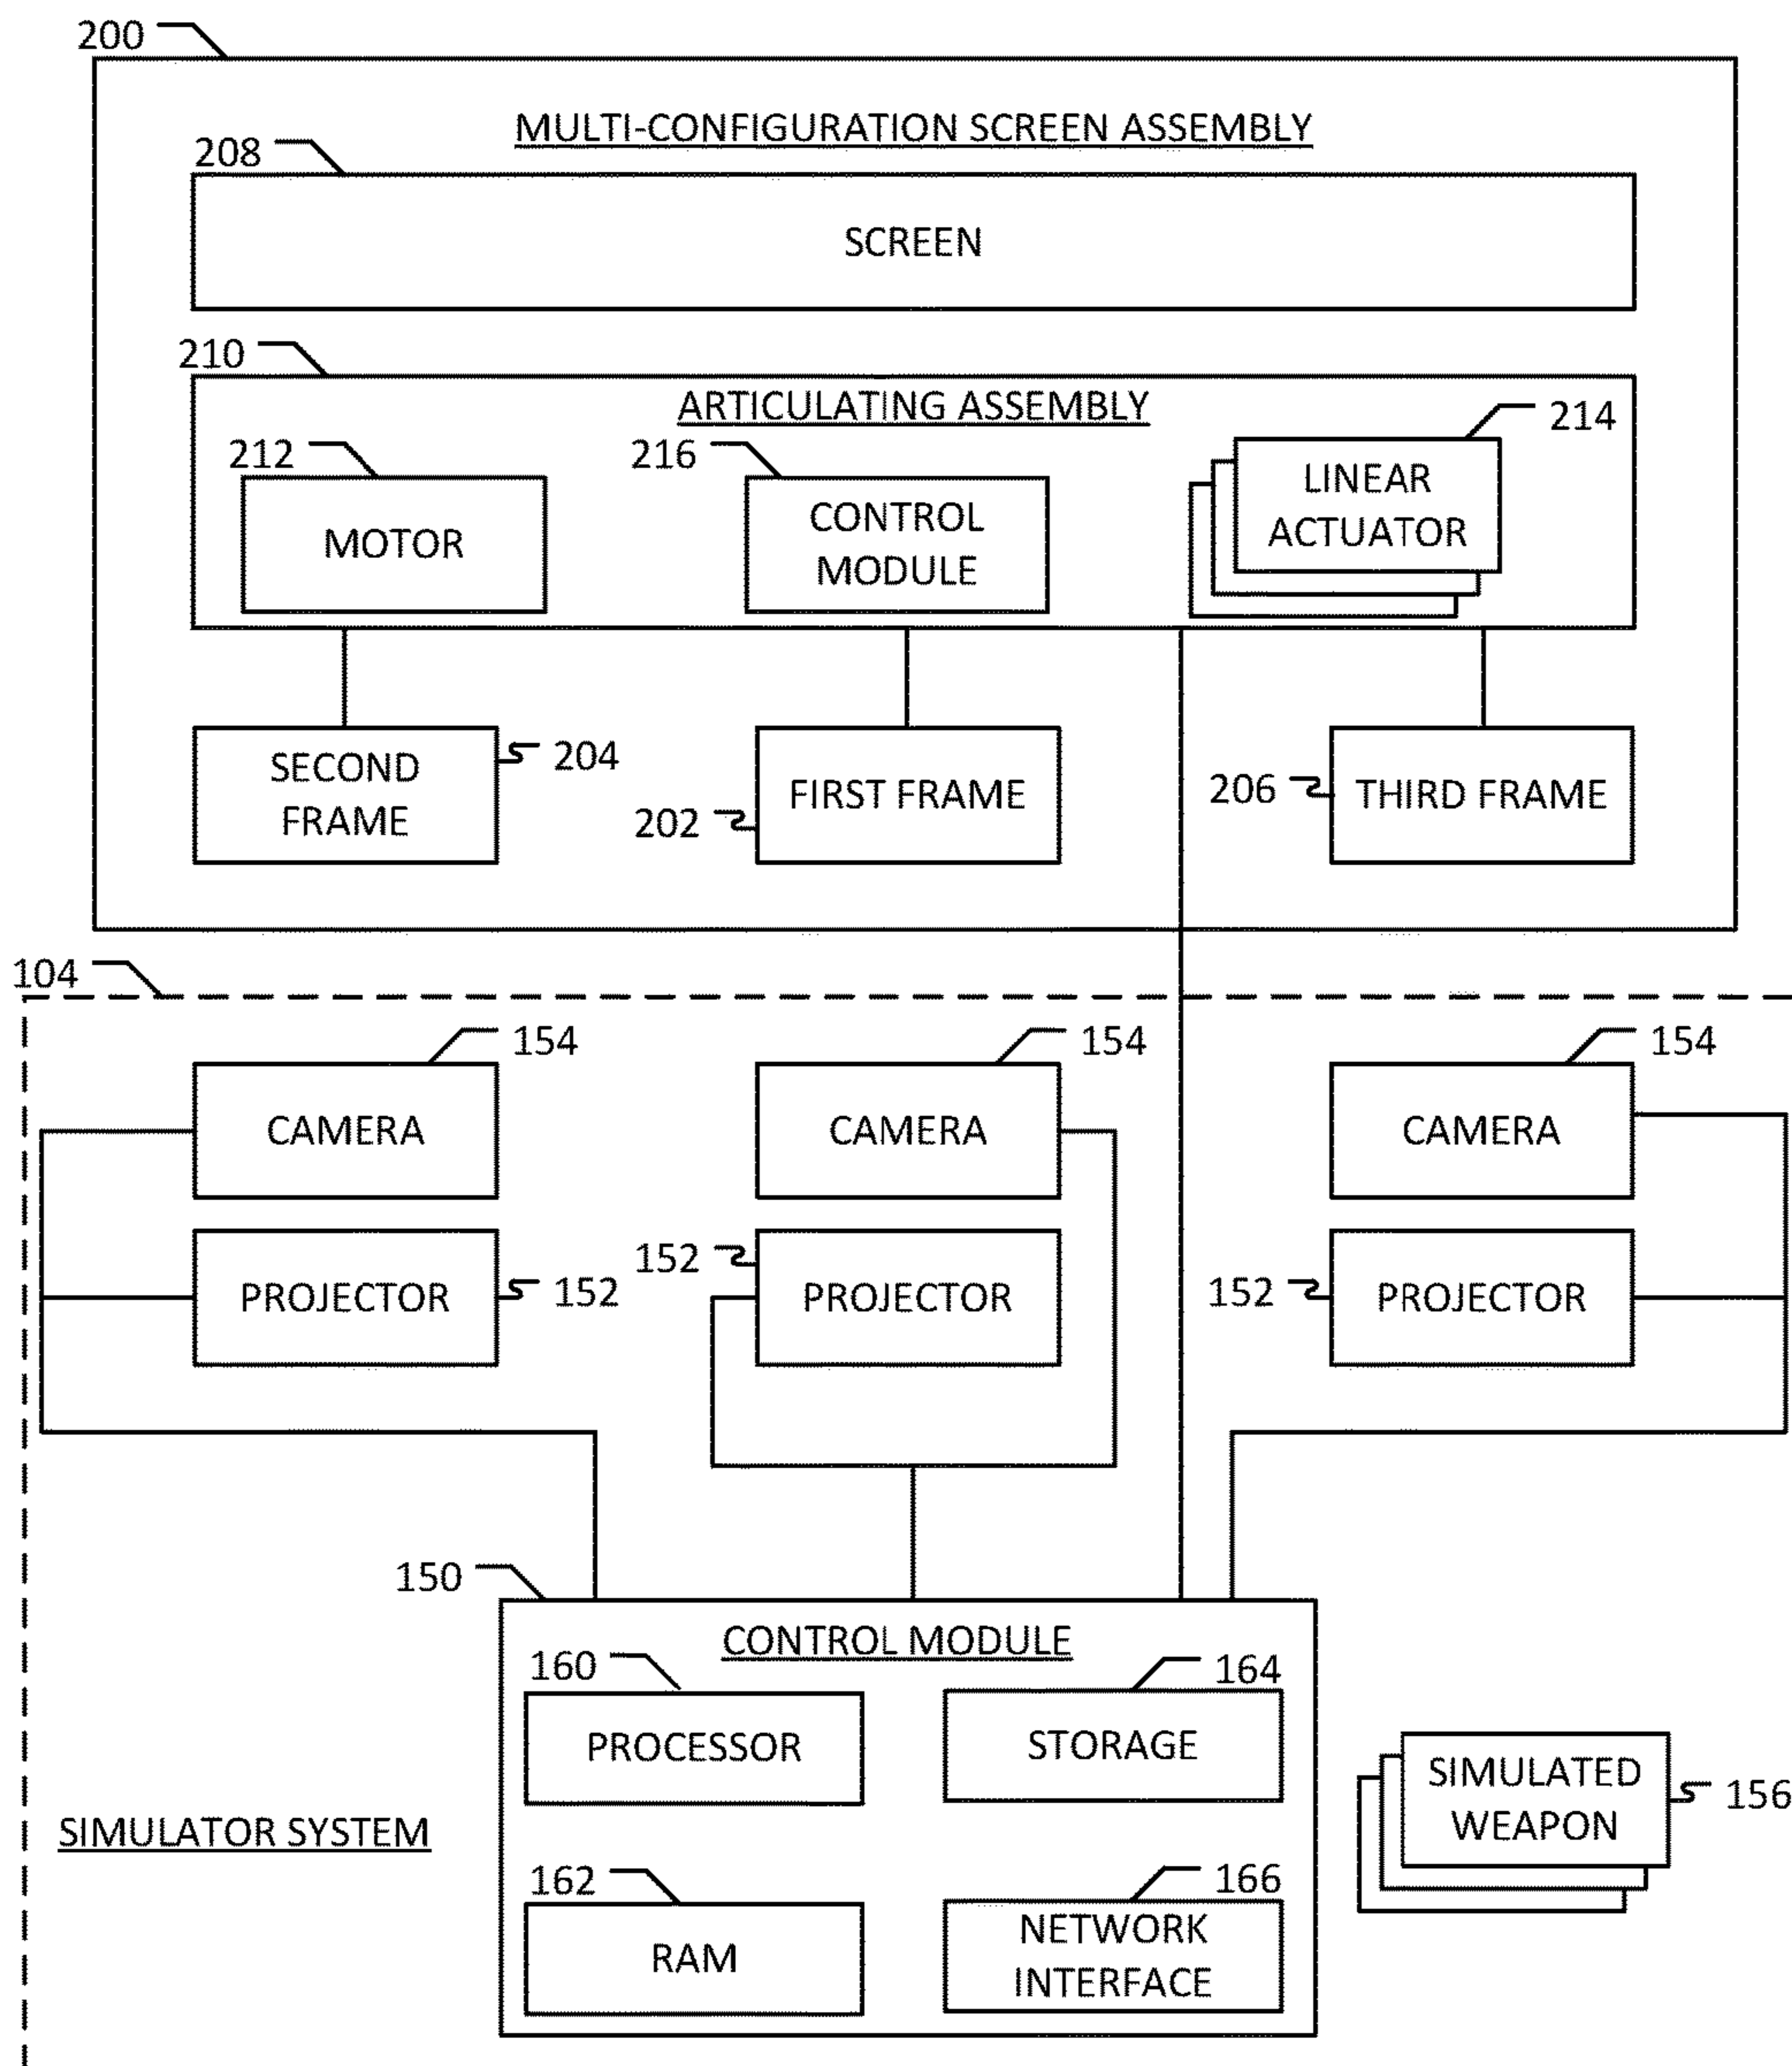 200
MULTI-CONFIGURATION SCREEN ASSEMBLY
208
SCREEN
210
ARTICULATING ASSEMBLY
212
MOTOR
216
CONTROL
MODULE
214
LINEAR
ACTUATOR
SECOND
FRAME
204
FIRST FRAME
202
206
THIRD FRAME
104
154
CAMERA
154
CAMERA
154
CAMERA
PROJECTOR
152
152
PROJECTOR
152
PROJECTOR
150
CONTROL MODULE
160
PROCESSOR
164
STORAGE
SIMULATED
WEAPON
156
SIMULATOR SYSTEM
162
RAM
166
NETWORK
INTERFACE